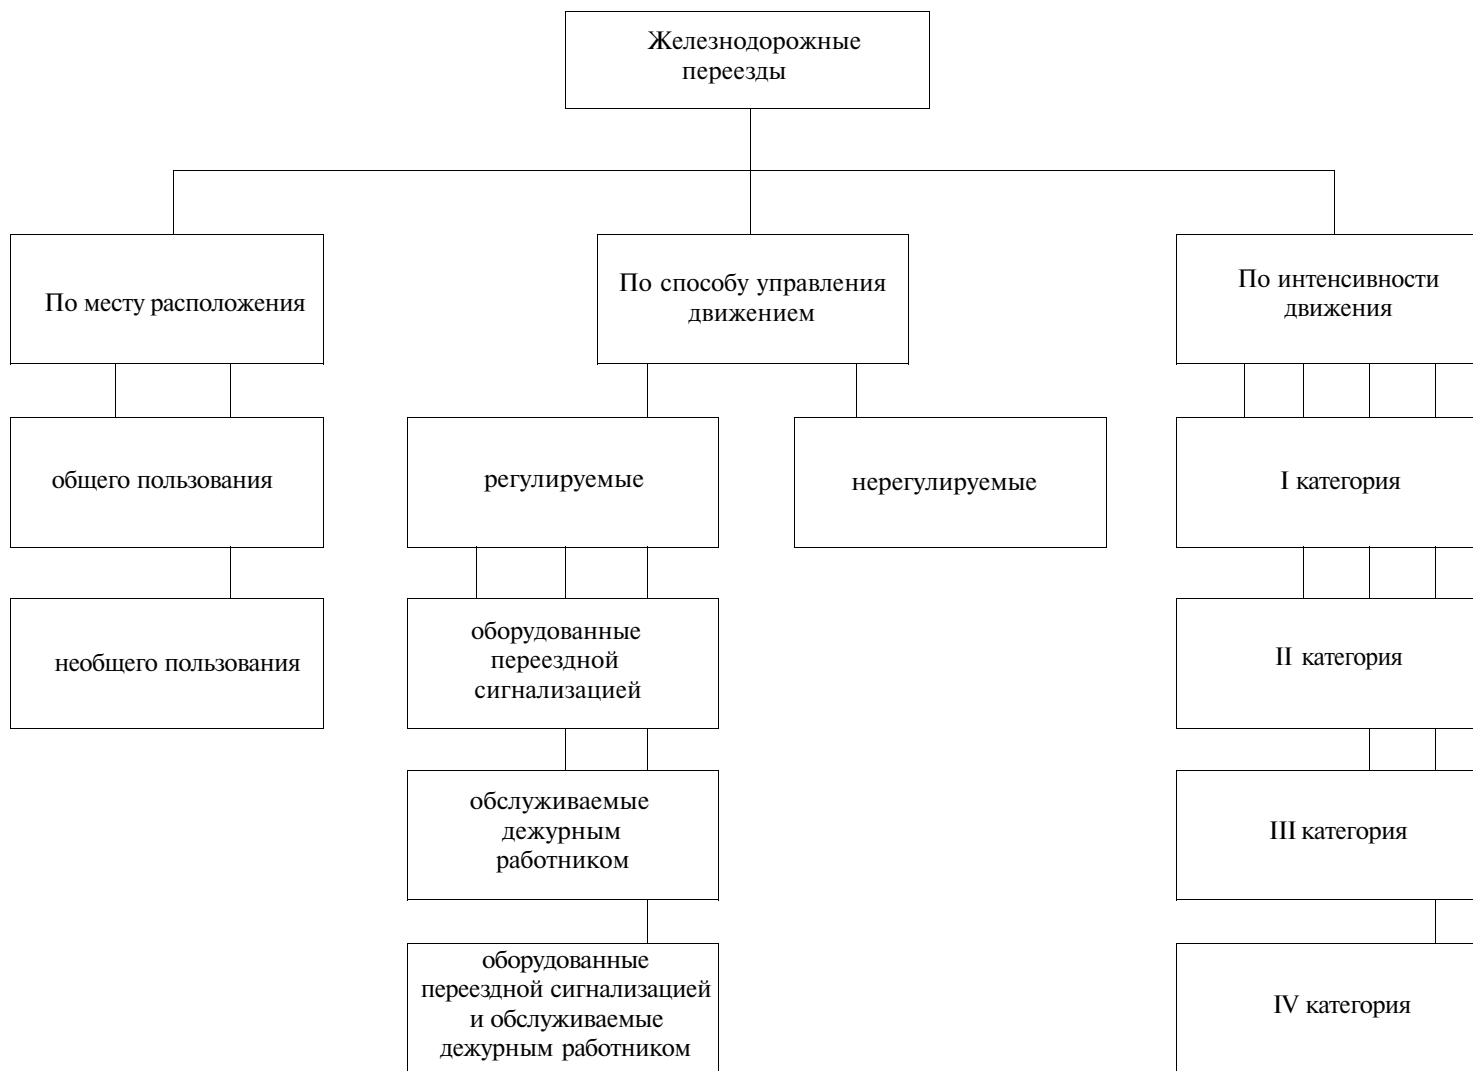 Железнодорожные
переезды
По месту расположения
По способу управления
движением
По интенсивности
движения
общего пользования
регулируемые
нерегулируемые
I категория
необщего пользования
оборудованные
переездной
сигнализацией
II категория
обслуживаемые
дежурным
работником
III категория
оборудованные
переездной сигнализацией
и обслуживаемые
дежурным работником
IV категория